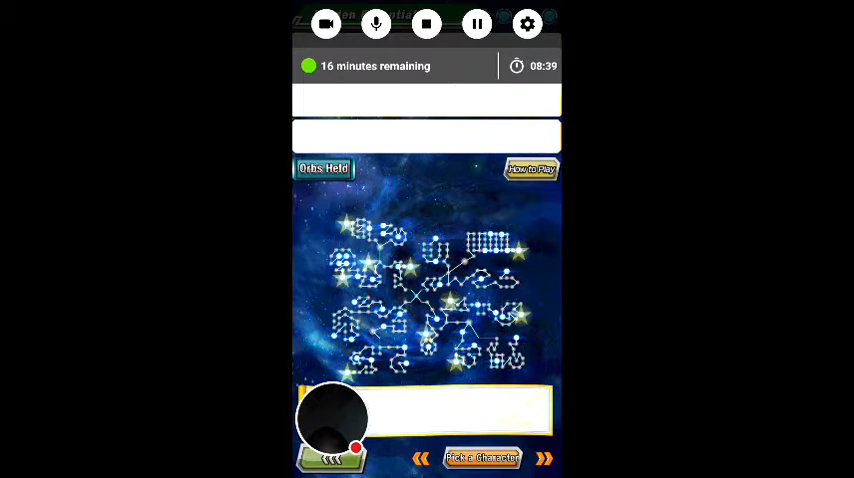 16 minutes remaining
08:39
Orbs Held
How to Play
Pick a Character